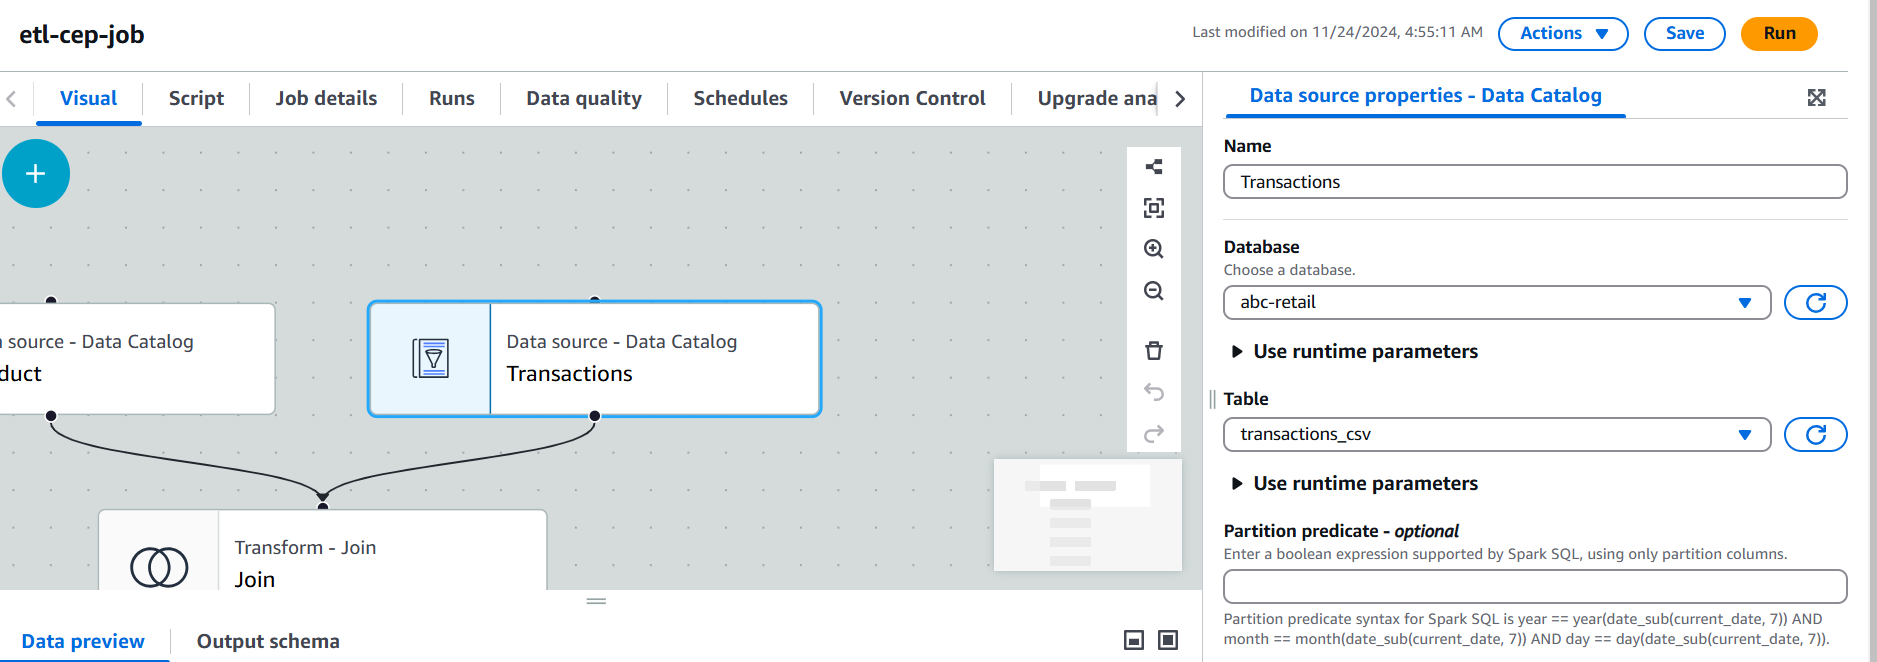 etl-cep-job
Last modified on 11/24/2024, 4:55:11 AM
Actions
Save
Run
Visual
Script
Job details
Runs
Data quality
Schedules
Version Control
Upgrade ana
source - Data Catalog
duct
Data source - Data Catalog
Transactions
Transform - Join
Join
Data preview
Output schema
Data source properties - Data Catalog
Name
Transactions
Database
Choose a database.
abc-retail
Use runtime parameters
Table
transactions_csv
Use runtime parameters
Partition predicate - optional
Enter a boolean expression supported by Spark SQL, using only partition columns.
Partition predicate syntax for Spark SQL is year == year(date_sub(current_date, 7)) AND
month == month(date_sub(current_date, 7)) AND day == day(date_sub(current_date, 7)).